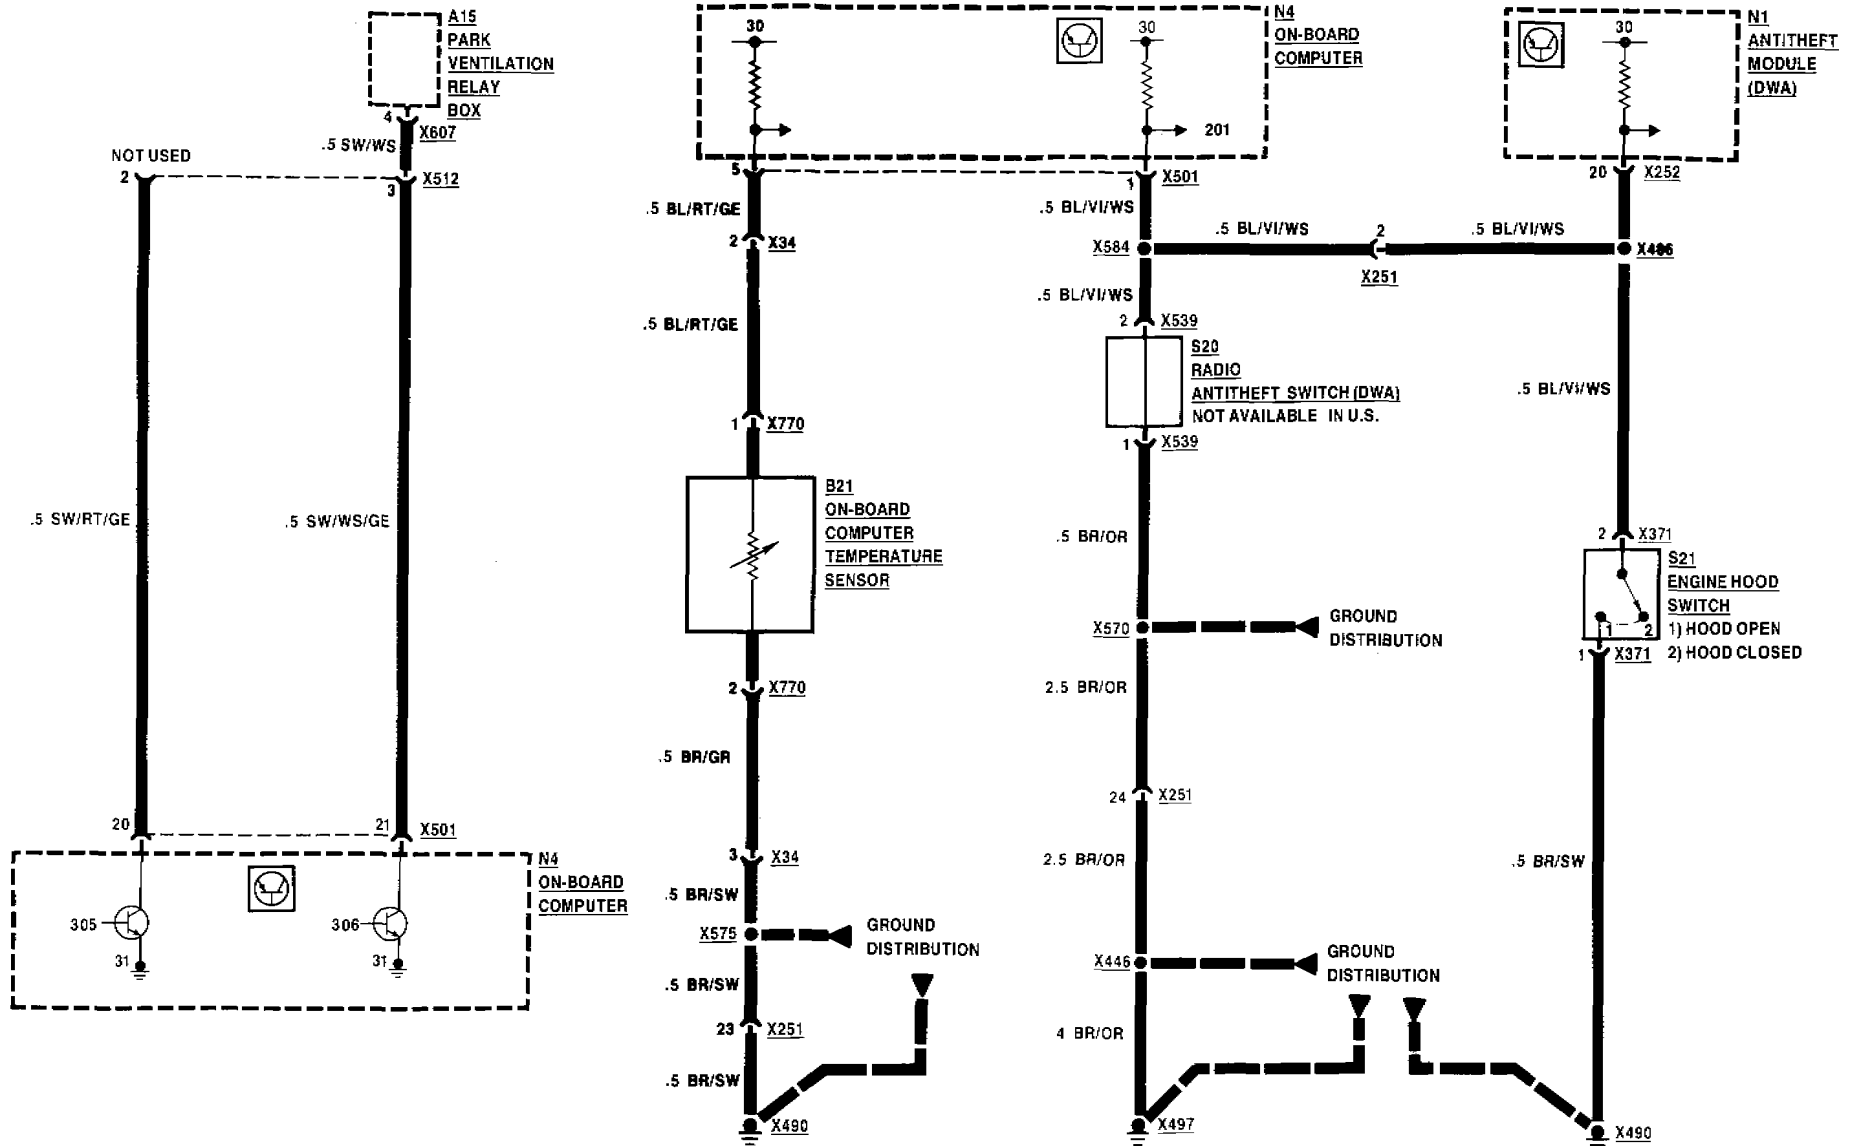 A15
PARK
VENTILATION
RELAY
BOX
4
X607
.5 SW/WS
NOT USED
2
3
X512
.5 SW/RT/GE
.5 SW/WS/GE
20
21
X501
N4
ON-BOARD
COMPUTER
305
306
31
31
30
30
201
N4
ON-BOARD
COMPUTER
5
1
X501
.5 BL/RT/GE
2
X34
.5 BL/RT/GE
1
X770
B21
ON-BOARD
COMPUTER
TEMPERATURE
SENSOR
2
X770
.5 BR/GR
3
X34
.5 BR/SW
X575
GROUND
DISTRIBUTION
.5 BR/SW
23
X251
.5 BR/SW
X490
.5 BL/VI/WS
X584
.5 BL/VI/WS
2
X251
.5 BL/VI/WS
.5 BL/VI/WS
2
X539
S20
RADIO
ANTITHEFT SWITCH (DWA)
NOT AVAILABLE IN U.S.
1
X539
.5 BR/OR
X570
GROUND
DISTRIBUTION
2.5 BR/OR
24
X251
2.5 BR/OR
X446
GROUND
DISTRIBUTION
4 BR/OR
X497
30
N1
ANTITHEFT
MODULE
(DWA)
20
X252
.5 BL/VI/WS
2
X371
S21
ENGINE HOOD
SWITCH
1) HOOD OPEN
2) HOOD CLOSED
1
2
1
X371
.5 BR/SW
X490